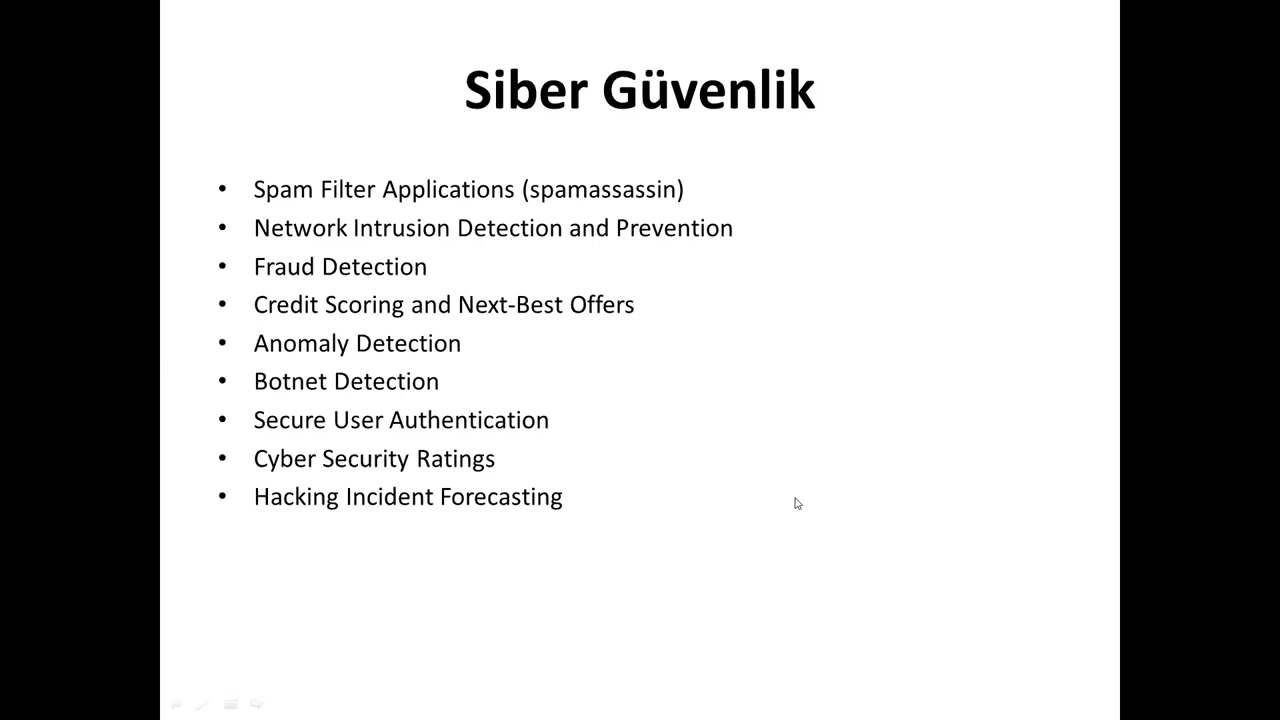 Siber Güvenlik
• Spam Filter Applications (spamassassin)
• Network Intrusion Detection and Prevention
• Fraud Detection
• Credit Scoring and Next-Best Offers
• Anomaly Detection
• Botnet Detection
• Secure User Authentication
• Cyber Security Ratings
• Hacking Incident Forecasting